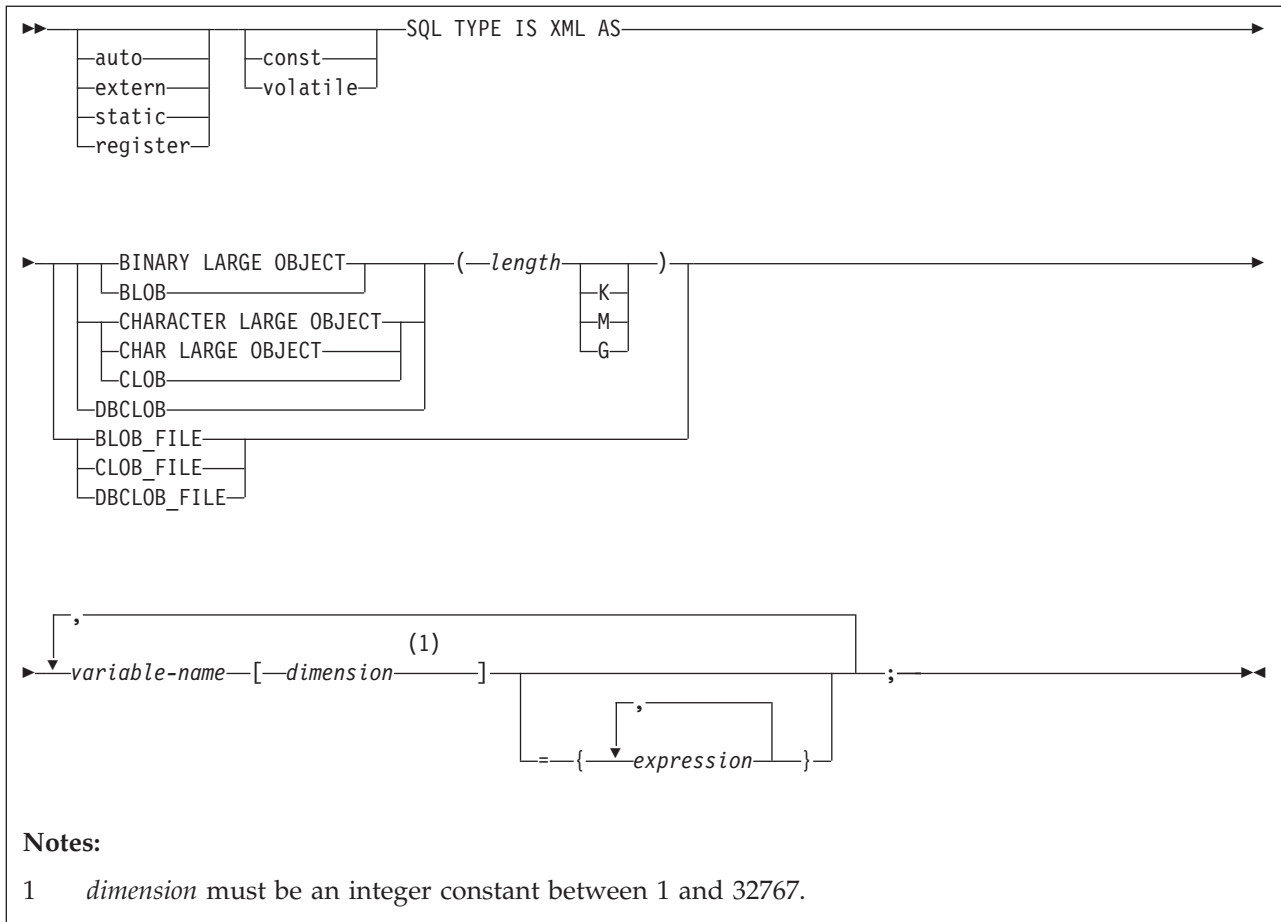 SQL TYPE IS XML AS
auto const
extern volatile
static
register
BINARY LARGE OBJECT ( length )
BLOB K
CHARACTER LARGE OBJECT M
CHAR LARGE OBJECT G
CLOB
DBCLOB
BLOB_FILE
CLOB_FILE
DBCLOB_FILE
,
(1)
variable-name [ dimension ] ;
,
= { expression }
Notes:
1 dimension must be an integer constant between 1 and 32767.